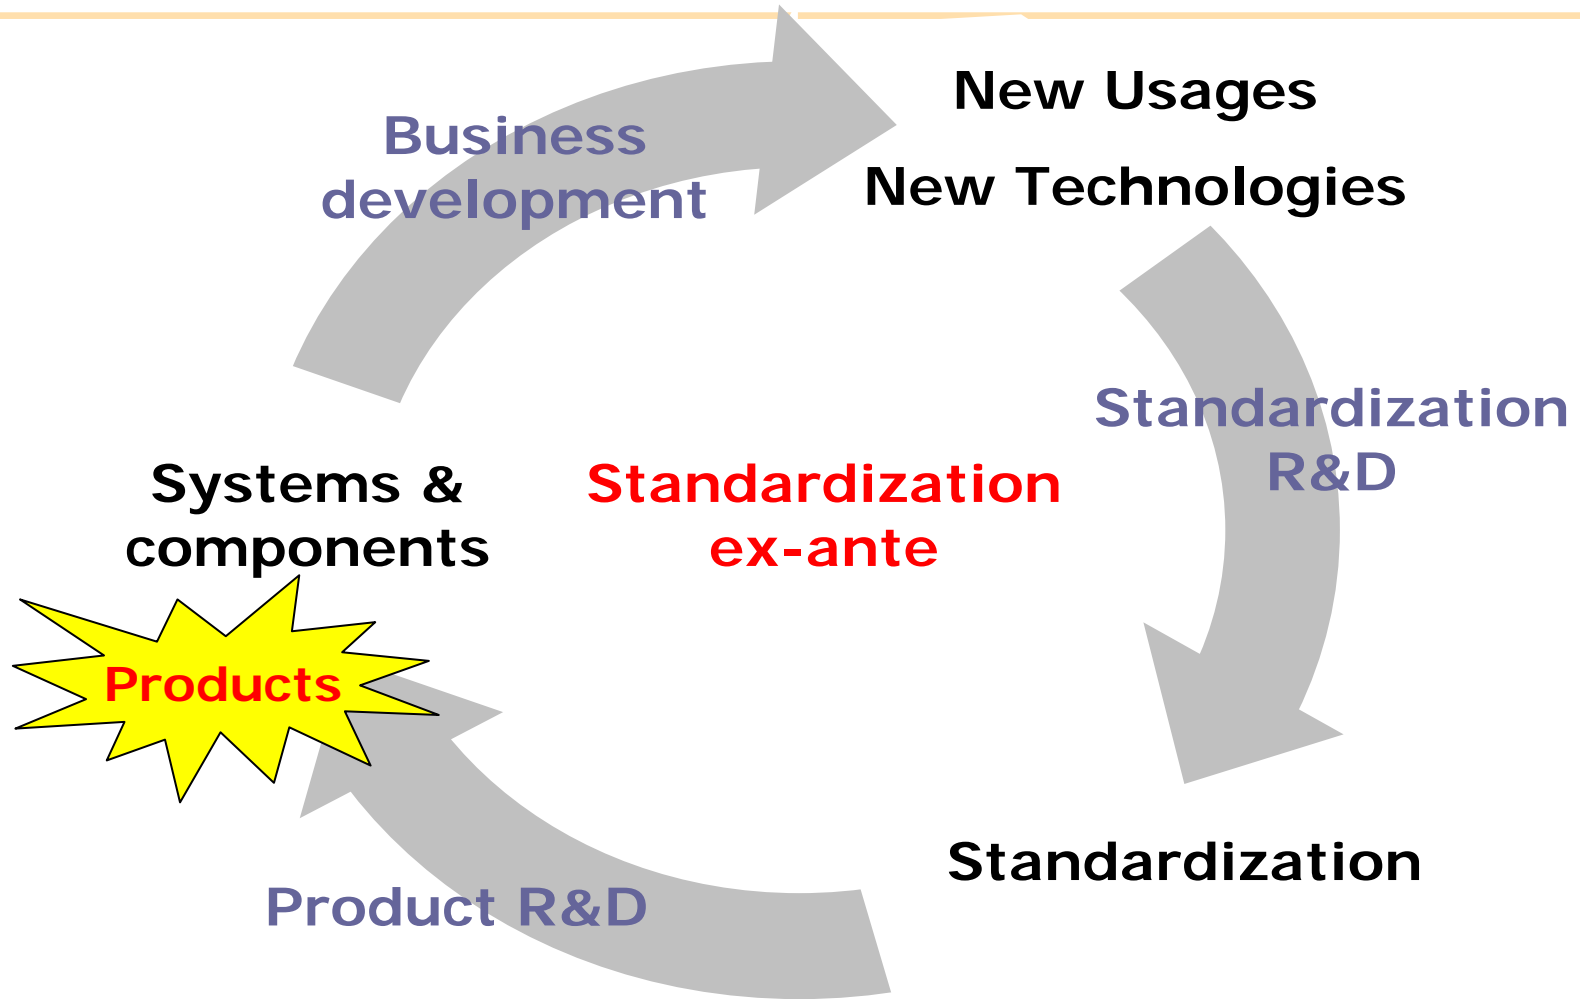 New Usages
New Technologies
Business
development
Standardization
R&D
Systems &
components
Standardization
ex-ante
Products
Standardization
Product R&D